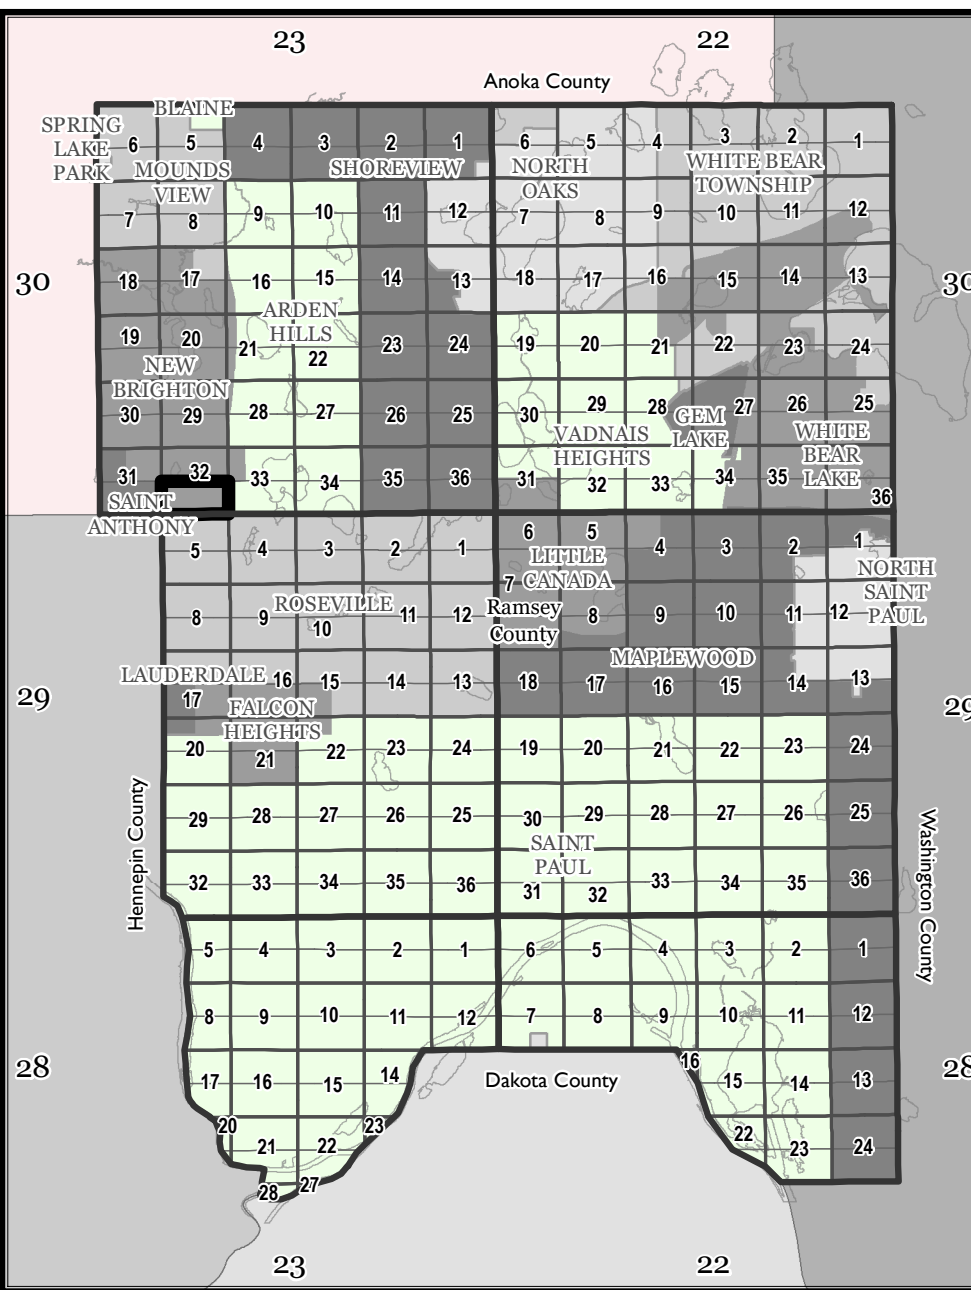 23 22
Anoka County
BLAINE
SPRING
LAKE
PARK
6 5 4 3 2 1 6 5 4 3 2 1
MOUNDS
VIEW
SHOREVIEW
NORTH
OAKS
WHITE BEAR
TOWNSHIP
7 8 9 10 11 12 7 8 9 10 11 12
30 18 17 16 15 14 13 18 17 16 15 14 13 30
ARDEN
HILLS
19 20 21 22 23 24 19 20 21 22 23 24
NEW
BRIGHTON
30 29 28 27 26 25 30 29 28 27 26 25
GEM
LAKE
VADNAIS
HEIGHTS
WHITE
BEAR
LAKE
31 32 33 34 35 36 31 32 33 34 35 36
SAINT
ANTHONY
5 4 3 2 1 6 5 4 3 2 1
LITTLE
CANADA
NORTH
SAINT
PAUL
8 9 10 11 12 7 8 9 10 11 12
ROSEVILLE
Ramsey
County
MAPLEWOOD
LAUDERDALE
29 17 16 15 14 13 18 17 16 15 14 13 29
FALCON
HEIGHTS
20 21 22 23 24 19 20 21 22 23 24
29 28 27 26 25 30 29 28 27 26 25
SAINT
PAUL
32 33 34 35 36 31 32 33 34 35 36
Hennepin County
Washington County
5 4 3 2 1 6 5 4 3 2 1
8 9 10 11 12 7 8 9 10 11 12
28 17 16 15 14 16 15 14 13 28
Dakota County
20 21 22 23 22 23 24
28 27
23 22